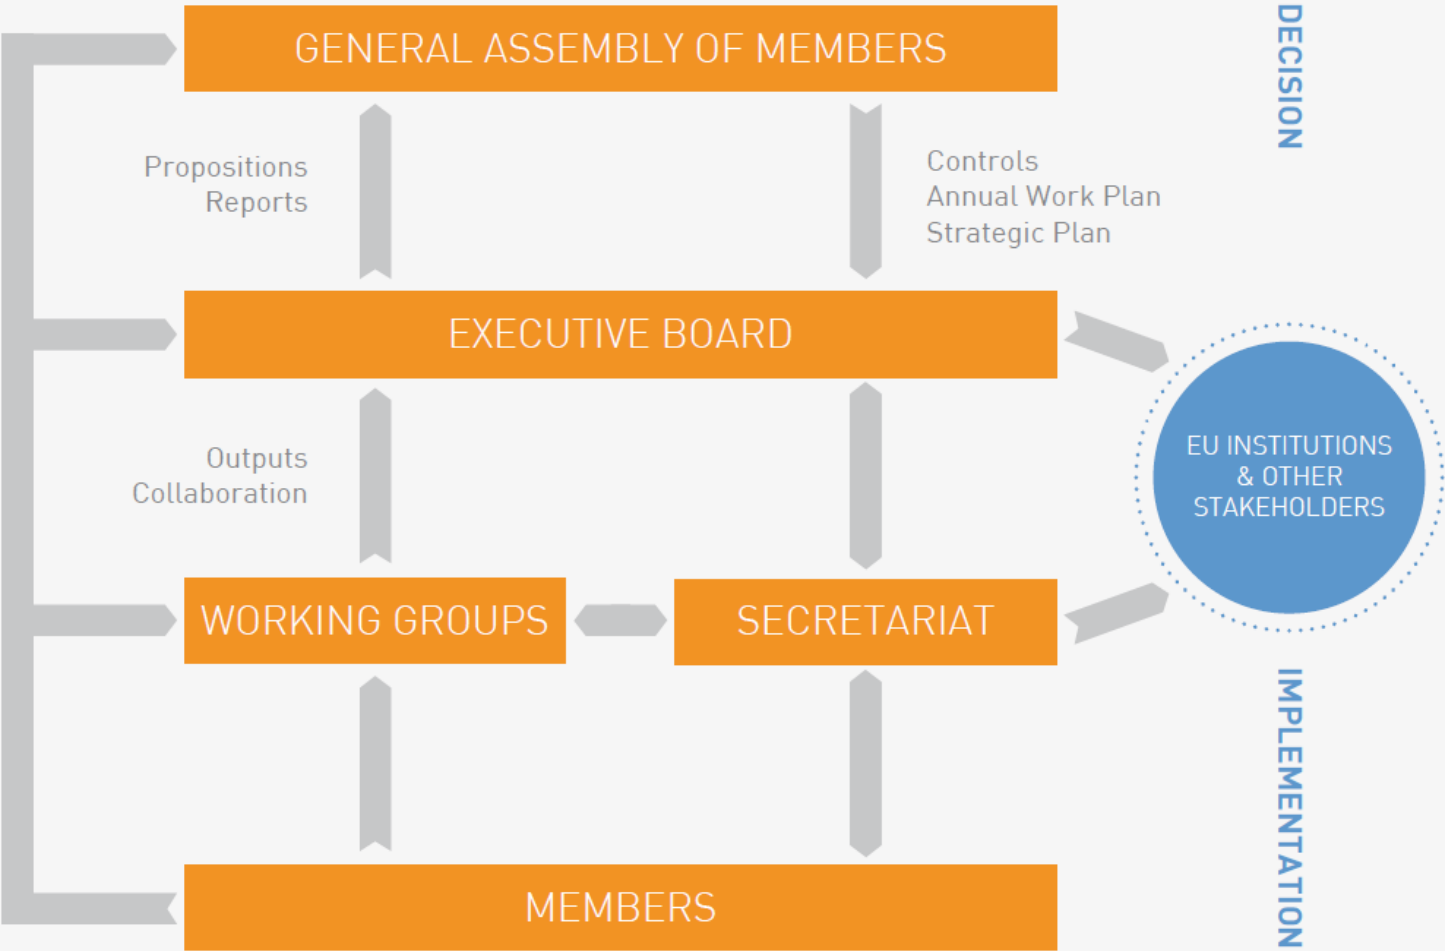 GENERAL ASSEMBLY OF MEMBERS
DECISION
Propositions
Reports
Controls
Annual Work Plan
Strategic Plan
EXECUTIVE BOARD
Outputs
Collaboration
EU INSTITUTIONS
& OTHER
STAKEHOLDERS
WORKING GROUPS
SECRETARIAT
IMPLEMENTATION
MEMBERS